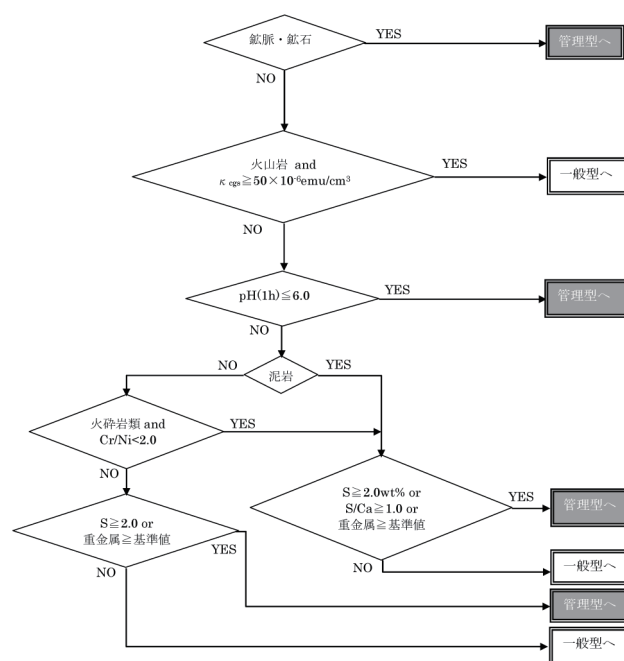 鉱脈・鉱石
YES
管理型へ
NO
火山岩 and
κ cgs≧50×10⁻⁶emu/cm³
YES
一般型へ
NO
pH(1h)≦6.0
YES
管理型へ
NO
NO
泥岩
YES
火砕岩類 and
Cr/Ni<2.0
YES
NO
S≧2.0wt% or
S/Ca≧1.0 or
重金属≧基準値
YES
管理型へ
S≧2.0 or
重金属≧基準値
YES
NO
NO
一般型へ
管理型へ
一般型へ